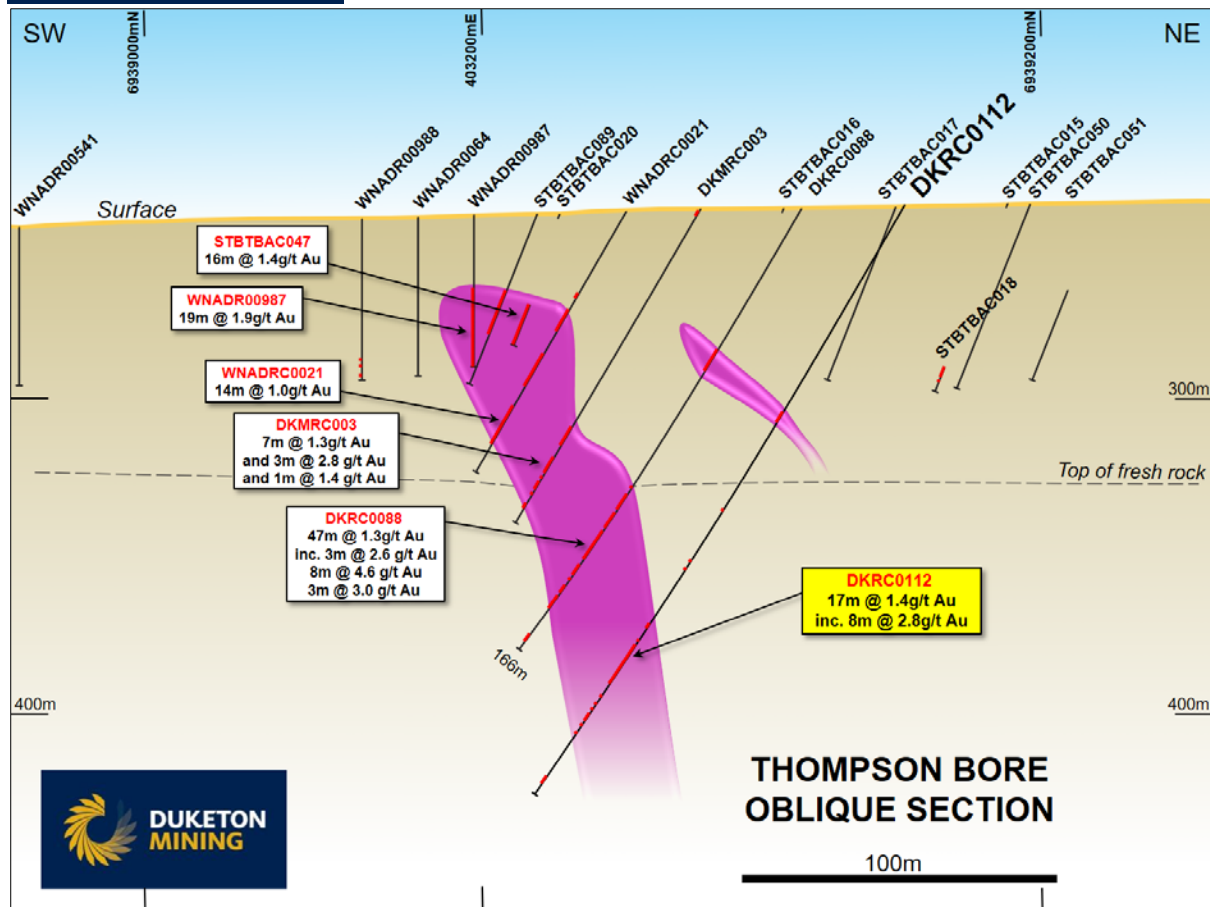 SW
6939000mN
403200mE
6939200mN
NE
WNADR00541
WNADR00988
WNADR0064
WNADR00987
STBTBAC089
STBTBAC020
WNADRC0021
DKMRC003
STBTBAC016
DKRC0088
STBTBAC017
DKRC0112
STBTBAC015
STBTBAC050
STBTBAC051
Surface
STBTBAC047
16m @ 1.4g/t Au
WNADR00987
19m @ 1.9g/t Au
STBTBAC018
WNADRC0021
14m @ 1.0g/t Au
300m
DKMRC003
7m @ 1.3g/t Au
and 3m @ 2.8 g/t Au
and 1m @ 1.4 g/t Au
Top of fresh rock
DKRC0088
47m @ 1.3g/t Au
inc. 3m @ 2.6 g/t Au
8m @ 4.6 g/t Au
3m @ 3.0 g/t Au
DKRC0112
17m @ 1.4g/t Au
inc. 8m @ 2.8g/t Au
166m
400m
400m
THOMPSON BORE
OBLIQUE SECTION
DUKETON
MINING
100m